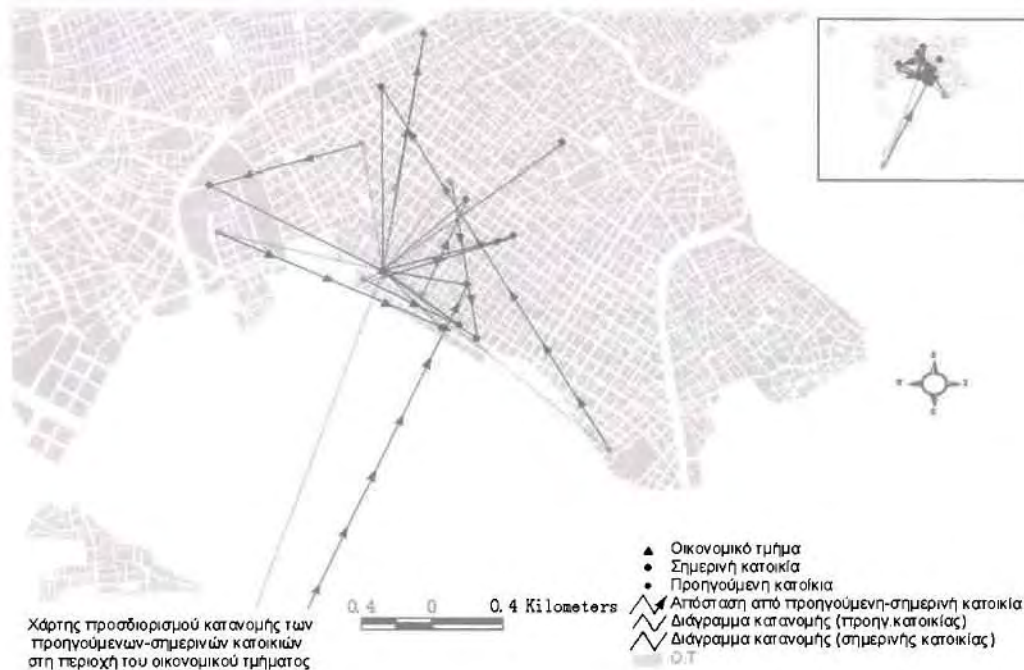 Οικονομικό τμήμα
Σημερινή κατοικία
Προηγούμενη κατοίκια
Απόσταση από προηγούμενη-σημερινή κατοικία
Διάγραμμα κατανομής (προηγ.κατοικίας)
Διάγραμμα κατανομής (σημερινής κατοικίας)
Ο.Τ
0.4 0 0.4 Kilometers
Χάρτης προσδιορισμού κατανομής των
προηγούμενων-σημερινών κατοικιών
στη περιοχή του οικονομικού τμήματος